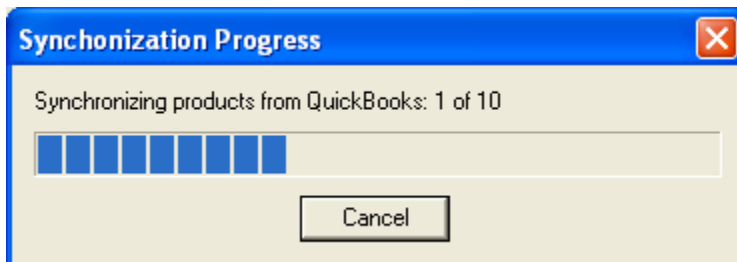 Synchonization Progress
Synchronizing products from QuickBooks: 1 of 10
Cancel